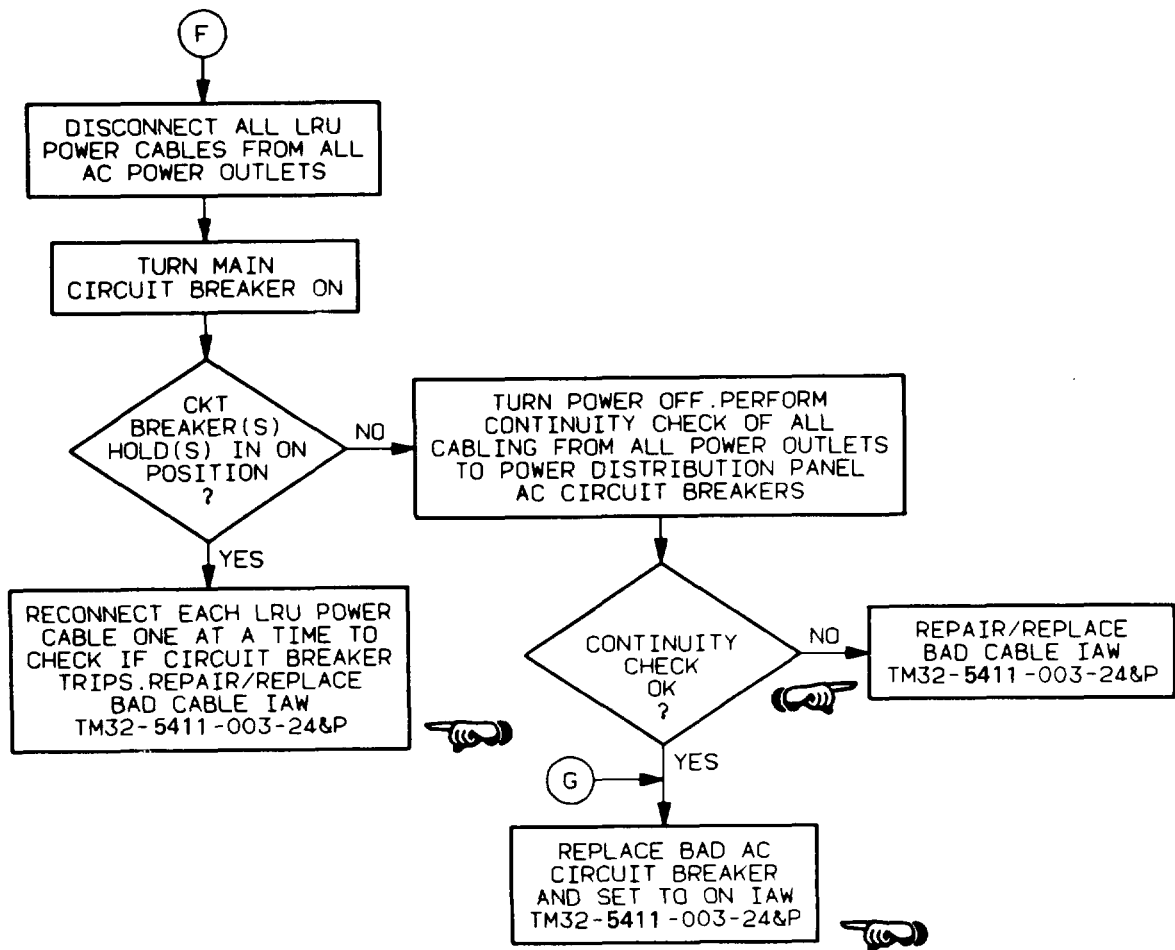 F
DISCONNECT ALL LRU
POWER CABLES FROM ALL
AC POWER OUTLETS
TURN MAIN
CIRCUIT BREAKER ON
CKT
BREAKER(S)
HOLD(S) IN ON
POSITION
?
NO
TURN POWER OFF.PERFORM
CONTINUITY CHECK OF ALL
CABLING FROM ALL POWER OUTLETS
TO POWER DISTRIBUTION PANEL
AC CIRCUIT BREAKERS
YES
RECONNECT EACH LRU POWER
CABLE ONE AT A TIME TO
CHECK IF CIRCUIT BREAKER
TRIPS.REPAIR/REPLACE
BAD CABLE IAW
TM32-5411-003-24&P
CONTINUITY
CHECK
OK
?
NO
REPAIR/REPLACE
BAD CABLE IAW
TM32-5411-003-24&P
YES
G
REPLACE BAD AC
CIRCUIT BREAKER
AND SET TO ON IAW
TM32-5411-003-24&P